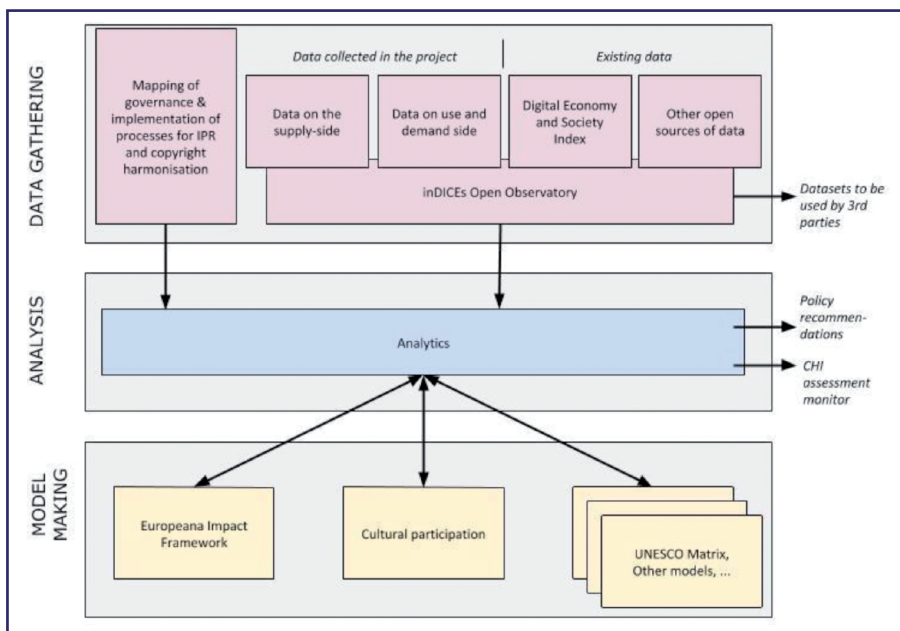 DATA GATHERING
Mapping of
governance &
implementation of
processes for IPR
and copyright
harmonisation
Data collected in the project
Existing data
Data on the
supply-side
Data on use and
demand side
Digital Economy
and Society
Index
Other open
sources of data
inDICEs Open Observatory
Datasets to be
used by 3rd
parties
ANALYSIS
Analytics
Policy
recommen-
dations
CHI
assessment
monitor
MODEL
MAKING
Europeana Impact
Framework
Cultural participation
UNESCO Matrix,
Other models, ...